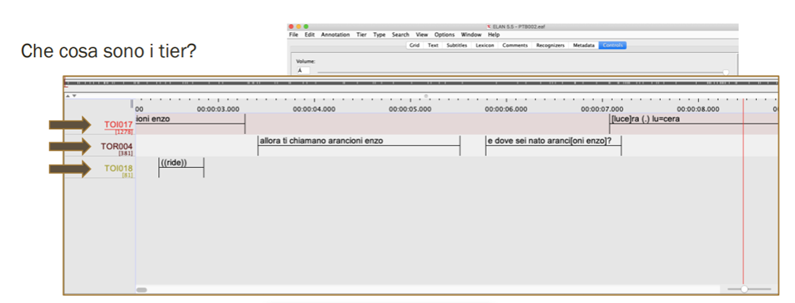 ELAN 5.5 - PTB002.eaf
File Edit Annotation Tier Type Search View Options Window Help
Che cosa sono i tier?
Grid Text Subtitles Lexicon Comments Recognizers Metadata Controls
Volume:
00 00:00:03.000 00:00:04.000 00:00:05.000 00:00:06.000 00:00:07.000 00:00:08.000
TOI017 ioni enzo [luce]ra (.) lu=cera
[1279]
TOR004 allora ti chiamano arancioni enzo e dove sei nato aranci[oni enzo]?
[381]
TOI018 ((ride))
[83]